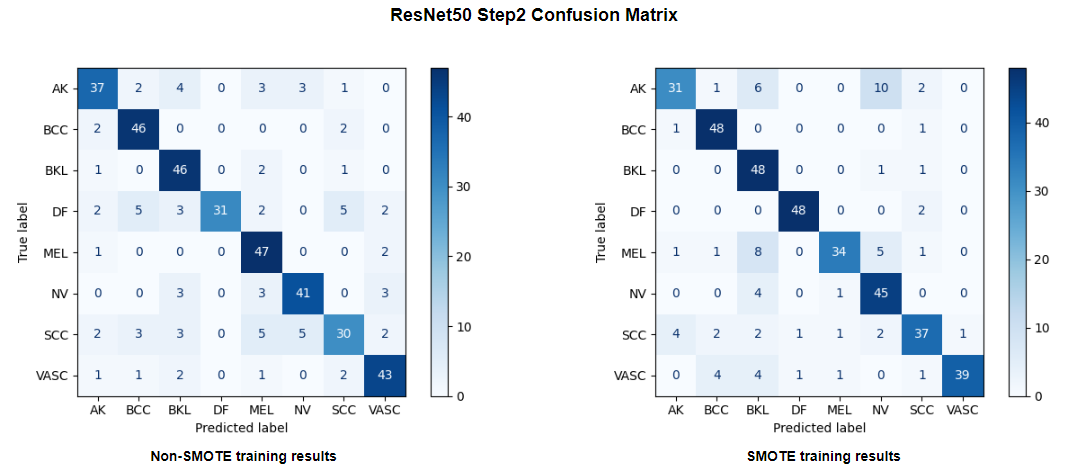 ResNet50 Step2 Confusion Matrix
True label
AK 37 2 4 0 3 3 1 0
BCC 2 46 0 0 0 0 2 0
BKL 1 0 46 0 2 0 1 0
DF 2 5 3 31 2 0 5 2
MEL 1 0 0 0 47 0 0 2
NV 0 0 3 0 3 41 0 3
SCC 2 3 3 0 5 5 30 2
VASC 1 1 2 0 1 0 2 43
AK BCC BKL DF MEL NV SCC VASC
Predicted label
40
30
20
10
0
Non-SMOTE training results
True label
AK 31 1 6 0 0 10 2 0
BCC 1 48 0 0 0 0 1 0
BKL 0 0 48 0 0 1 1 0
DF 0 0 0 48 0 0 2 0
MEL 1 1 8 0 34 5 1 0
NV 0 0 4 0 1 45 0 0
SCC 4 2 2 1 1 2 37 1
VASC 0 4 4 1 1 0 1 39
AK BCC BKL DF MEL NV SCC VASC
Predicted label
40
30
20
10
0
SMOTE training results